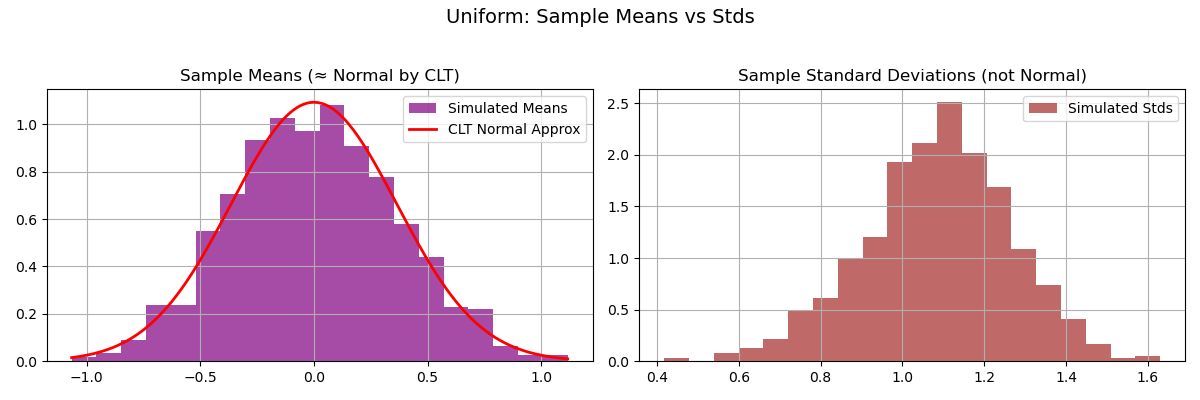 Uniform: Sample Means vs Stds
Sample Means (≈ Normal by CLT)
Simulated Means
CLT Normal Approx
1.0
0.8
0.6
0.4
0.2
0.0
−1.0 −0.5 0.0 0.5 1.0
Sample Standard Deviations (not Normal)
Simulated Stds
2.5
2.0
1.5
1.0
0.5
0.0
0.4 0.6 0.8 1.0 1.2 1.4 1.6